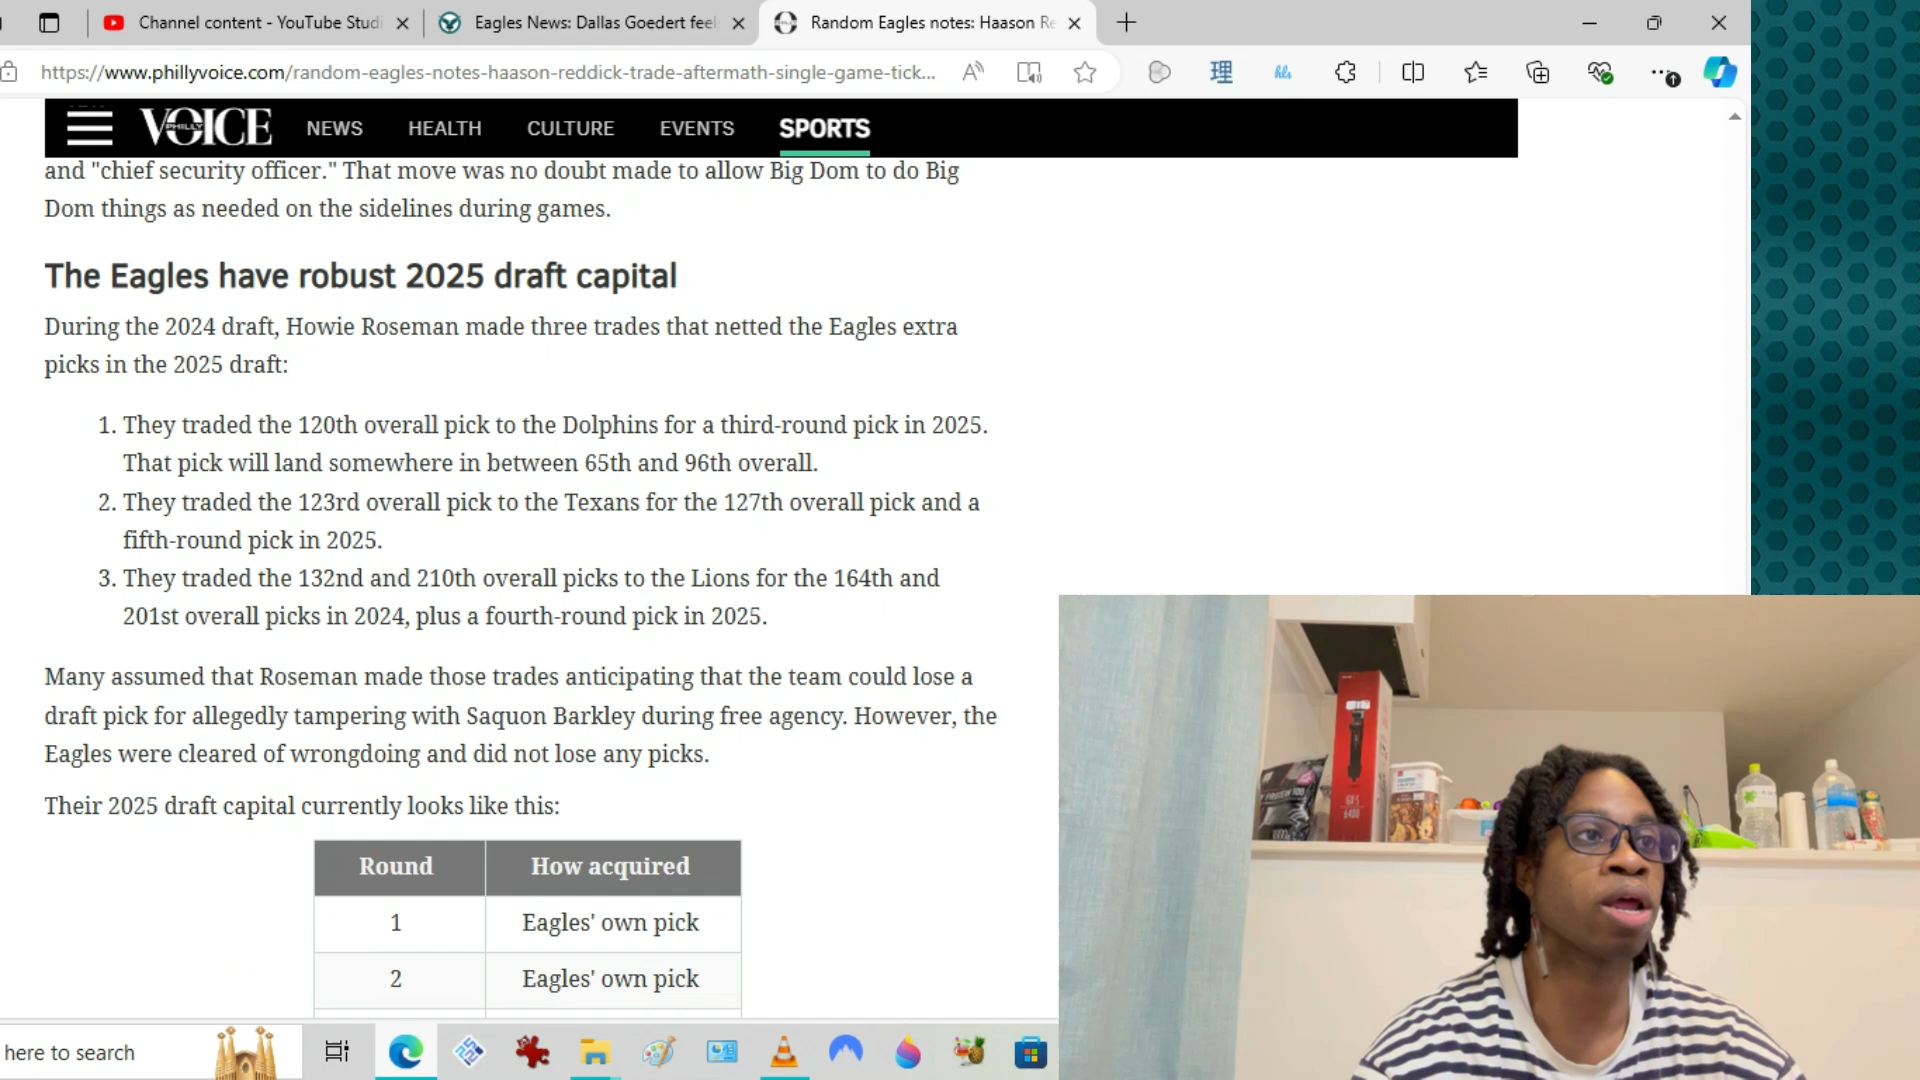 Channel content - YouTube Studi
Eagles News: Dallas Goedert feel
Random Eagles notes: Haason Re
https://www.phillyvoice.com/random-eagles-notes-haason-reddick-trade-aftermath-single-game-tick...
理
hls
PHILLY VOICE
NEWS
HEALTH
CULTURE
EVENTS
SPORTS
and "chief security officer." That move was no doubt made to allow Big Dom to do Big
Dom things as needed on the sidelines during games.
The Eagles have robust 2025 draft capital
During the 2024 draft, Howie Roseman made three trades that netted the Eagles extra
picks in the 2025 draft:
1. They traded the 120th overall pick to the Dolphins for a third-round pick in 2025.
That pick will land somewhere in between 65th and 96th overall.
2. They traded the 123rd overall pick to the Texans for the 127th overall pick and a
fifth-round pick in 2025.
3. They traded the 132nd and 210th overall picks to the Lions for the 164th and
201st overall picks in 2024, plus a fourth-round pick in 2025.
Many assumed that Roseman made those trades anticipating that the team could lose a
draft pick for allegedly tampering with Saquon Barkley during free agency. However, the
Eagles were cleared of wrongdoing and did not lose any picks.
Their 2025 draft capital currently looks like this:
Round How acquired
1 Eagles' own pick
2 Eagles' own pick
here to search